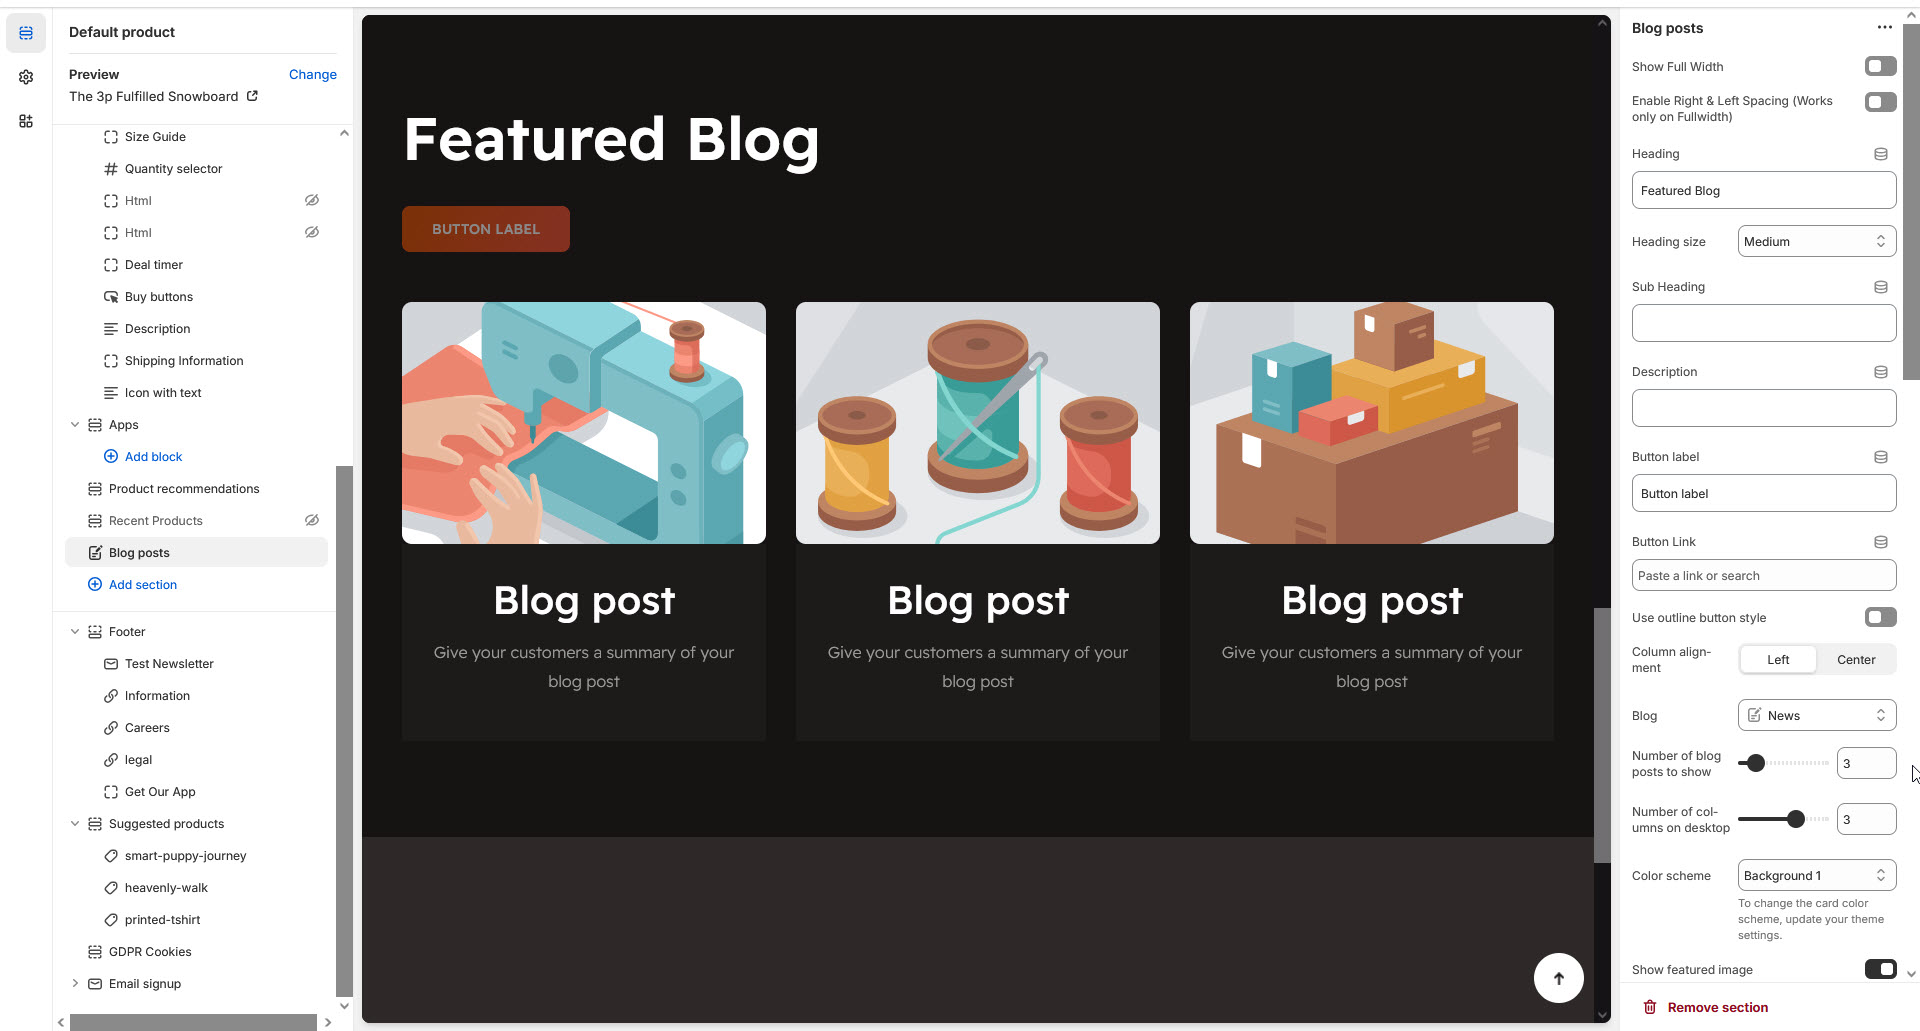 Default product
Preview
Change
The 3p Fulfilled Snowboard
Size Guide
Quantity selector
Html
Html
Deal timer
Buy buttons
Description
Shipping Information
Icon with text
Apps
Add block
Product recommendations
Recent Products
Blog posts
Add section
Footer
Test Newsletter
Information
Careers
legal
Get Our App
Suggested products
smart-puppy-journey
heavenly-walk
printed-tshirt
GDPR Cookies
Email signup
Featured Blog
BUTTON LABEL
Blog post
Give your customers a summary of your
blog post
Blog post
Give your customers a summary of your
blog post
Blog post
Give your customers a summary of your
blog post
Blog posts
Show Full Width
Enable Right & Left Spacing (Works
only on Fullwidth)
Heading
Featured Blog
Heading size
Medium
Sub Heading
Description
Button label
Button label
Button Link
Paste a link or search
Use outline button style
Column align-
ment
Left
Center
Blog
News
Number of blog
posts to show
3
Number of col-
umns on desktop
3
Color scheme
Background 1
To change the card color
scheme, update your theme
settings.
Show featured image
Remove section